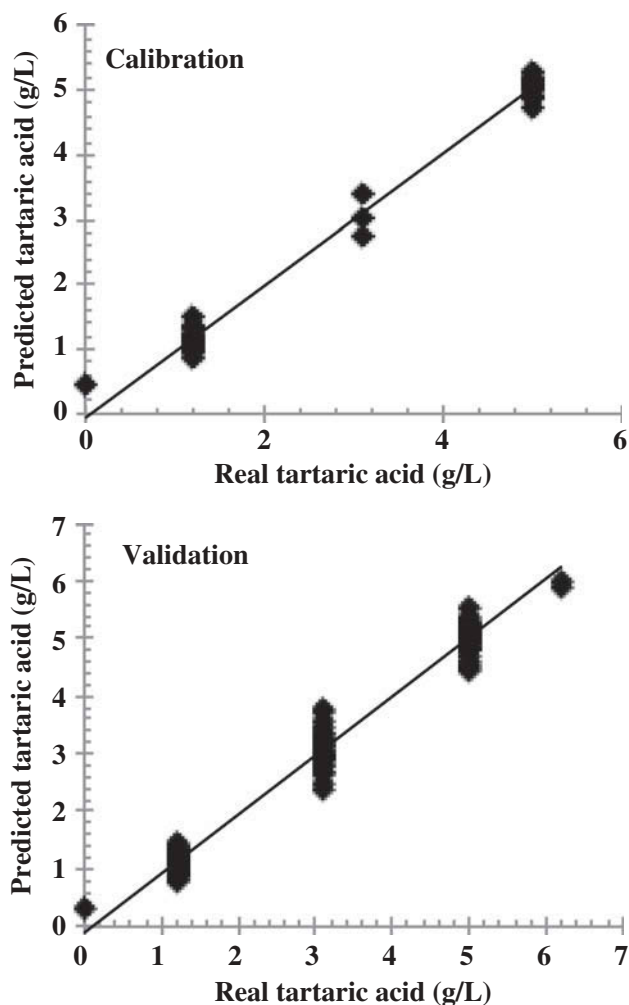 Calibration
Predicted tartaric acid (g/L)
6
5
4
3
2
1
0
0 2 4 6
Real tartaric acid (g/L)
Validation
Predicted tartaric acid (g/L)
7
6
5
4
3
2
1
0
0 1 2 3 4 5 6 7
Real tartaric acid (g/L)